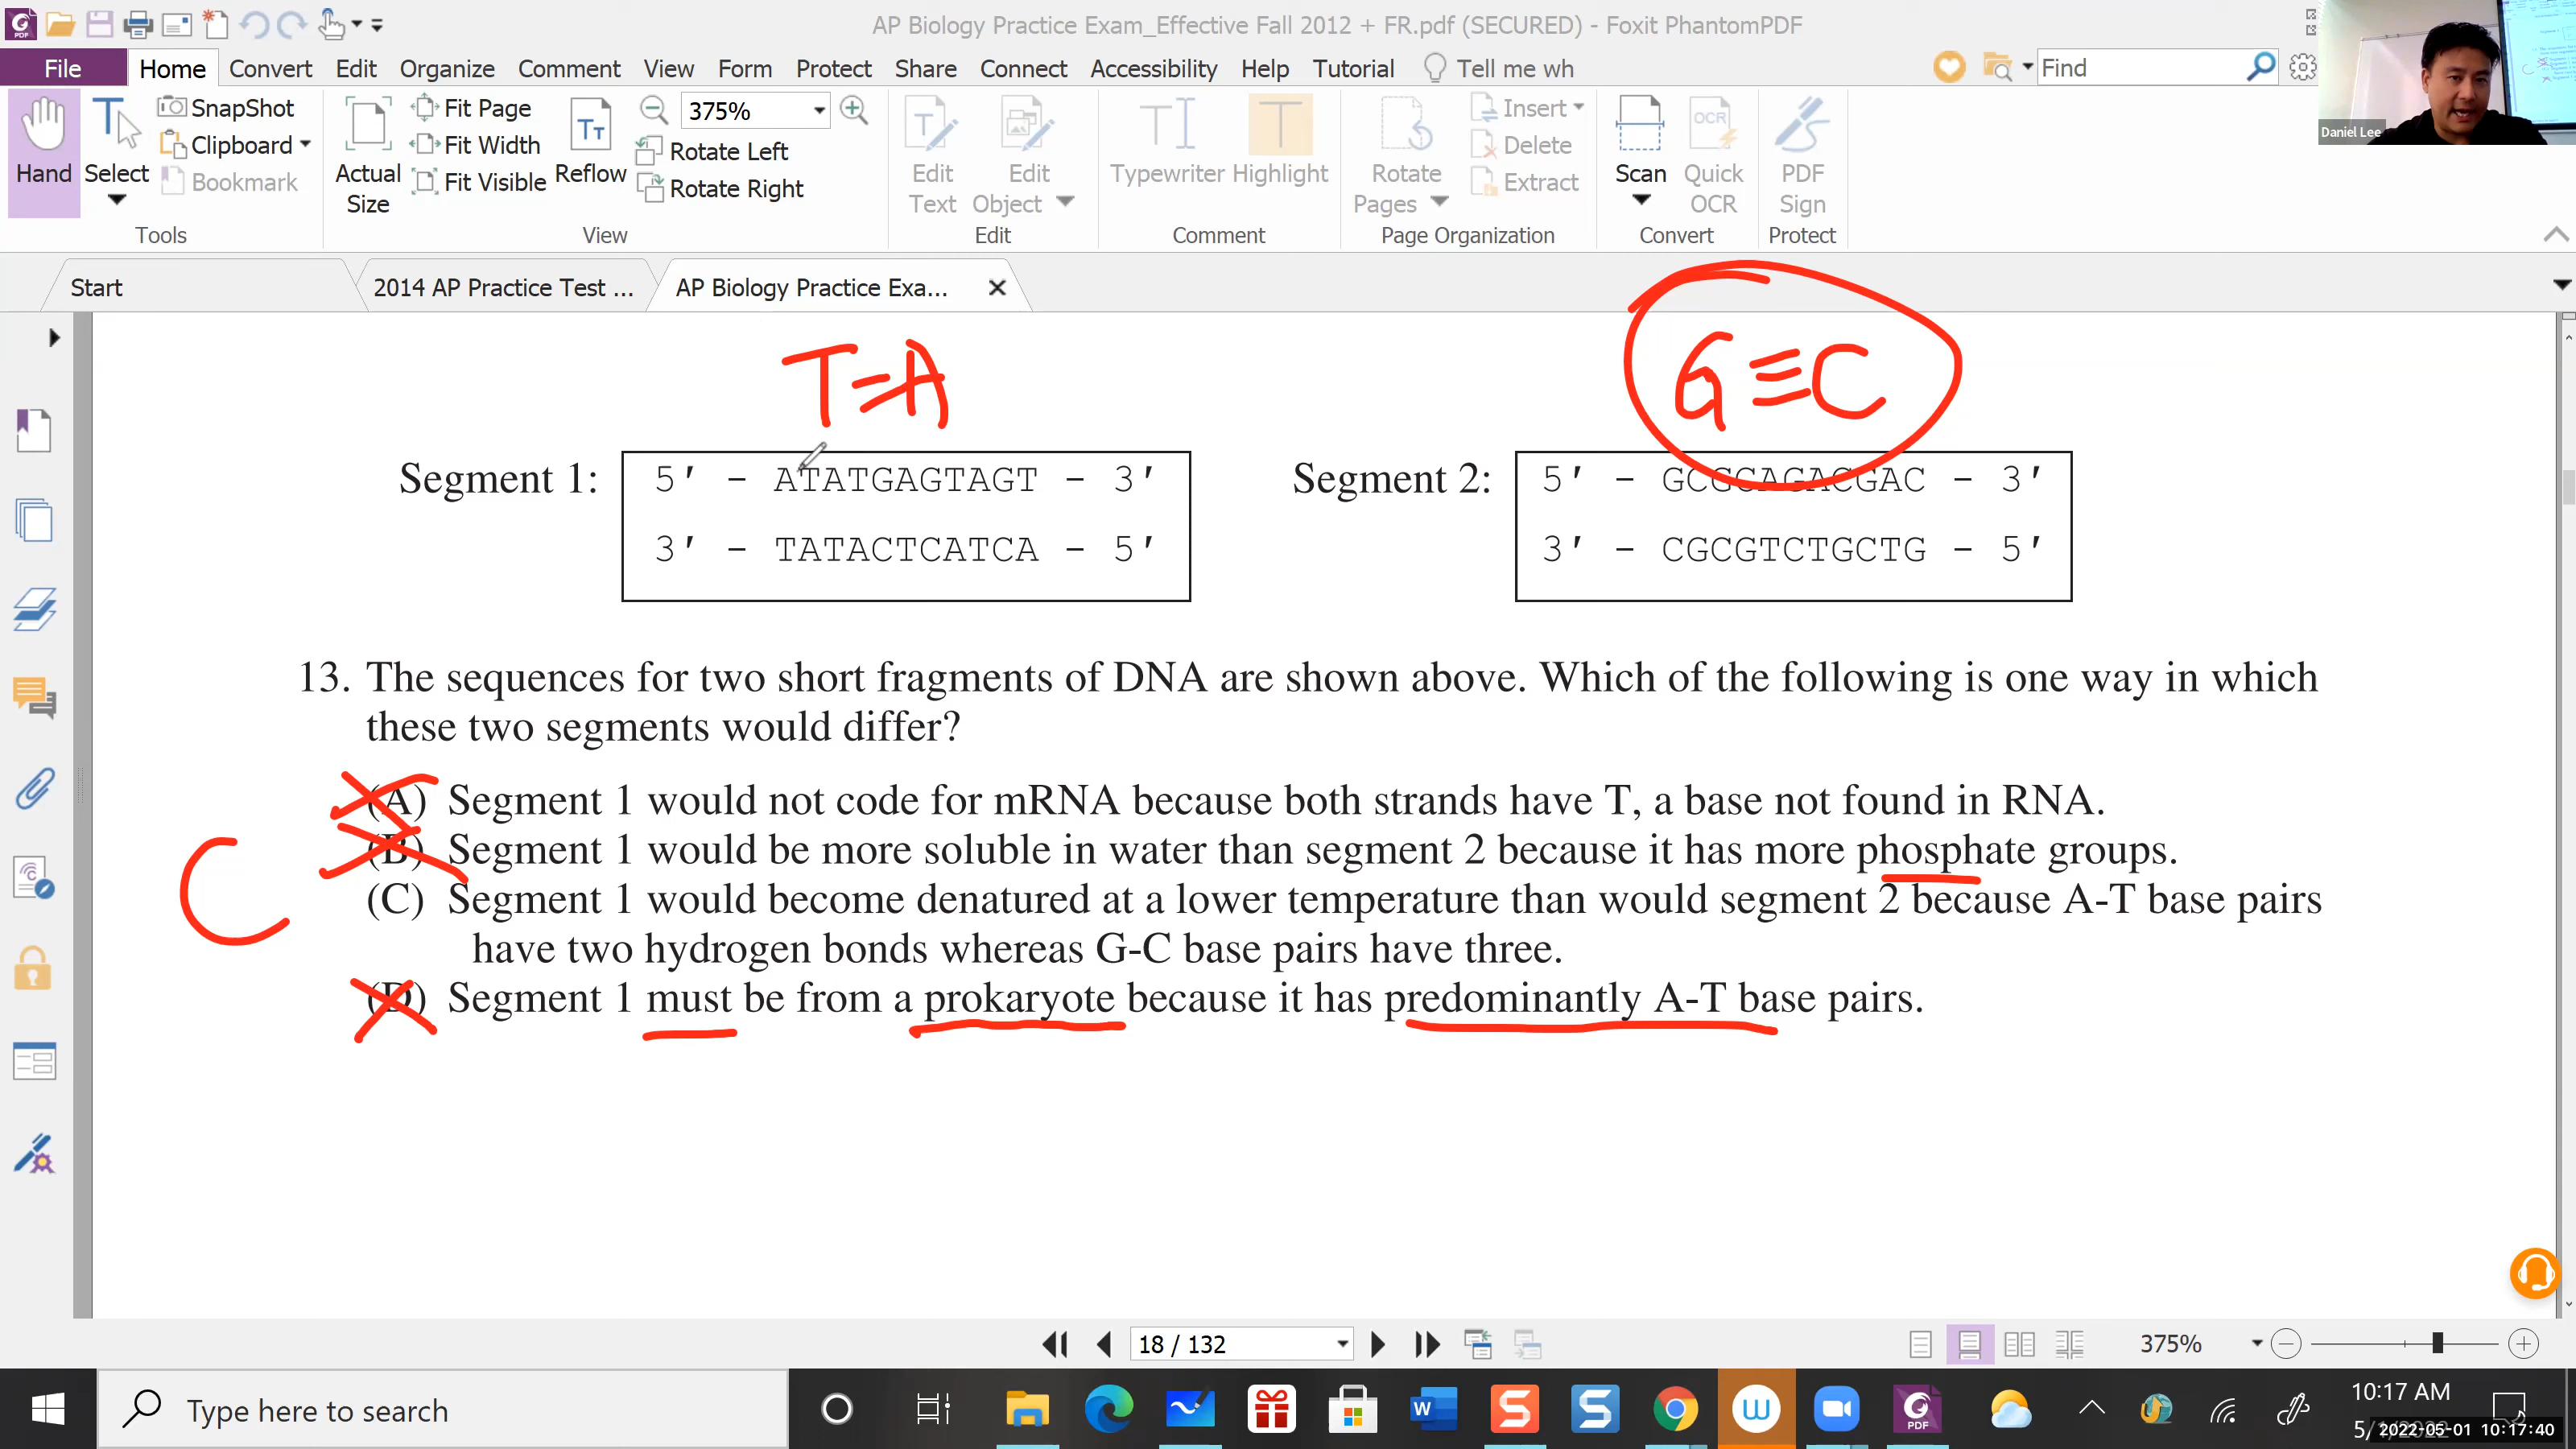 AP Biology Practice Exam_Effective Fall 2012 + FR.pdf (SECURED) - Foxit PhantomPDF
File Home Convert Edit Organize Comment View Form Protect Share Connect Accessibility Help Tutorial Tell me wh Find
Daniel Lee
Hand
Select
Tools
SnapShot
Clipboard
Bookmark
Actual Size
Fit Page
Fit Width
Fit Visible
Reflow
375%
Rotate Left
Rotate Right
View
Edit Text
Edit Object
Edit
Typewriter
Highlight
Comment
Rotate Pages
Insert
Delete
Extract
Page Organization
Scan
Quick OCR
Convert
PDF Sign
Protect
Start
2014 AP Practice Test ...
AP Biology Practice Exa...
T=A
G≡C
Segment 1:
5′ - ATATGAGTAGT - 3′
3′ - TATACTCATCA - 5′
Segment 2:
5′ - GCGCAGACGAC - 3′
3′ - CGCGTCTGCTG - 5′
13. The sequences for two short fragments of DNA are shown above. Which of the following is one way in which
these two segments would differ?
(A) Segment 1 would not code for mRNA because both strands have T, a base not found in RNA.
(B) Segment 1 would be more soluble in water than segment 2 because it has more phosphate groups.
C
(C) Segment 1 would become denatured at a lower temperature than would segment 2 because A-T base pairs
have two hydrogen bonds whereas G-C base pairs have three.
(D) Segment 1 must be from a prokaryote because it has predominantly A-T base pairs.
18 / 132
375%
Type here to search
10:17 AM
2022-05-01 10:17:40